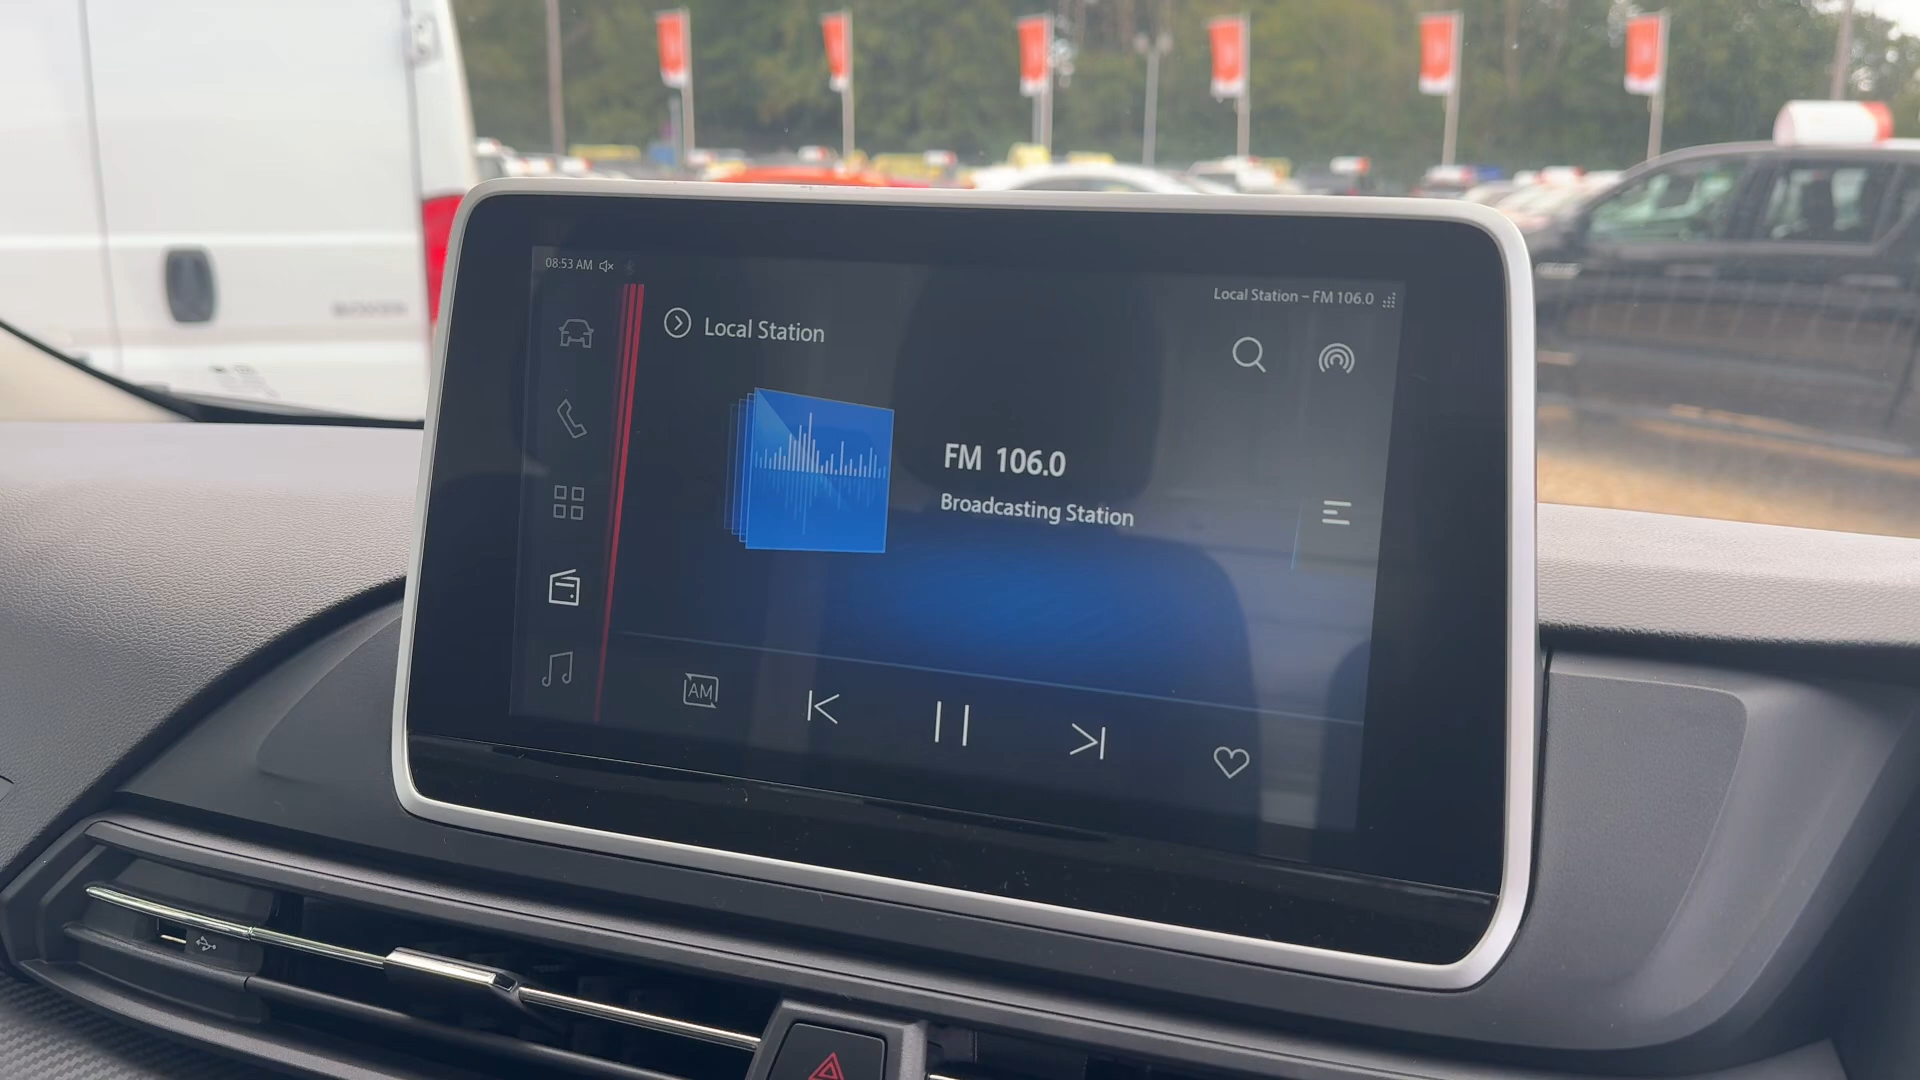 08:53 AM
Local Station – FM 106.0
Local Station
FM 106.0
Broadcasting Station
AM